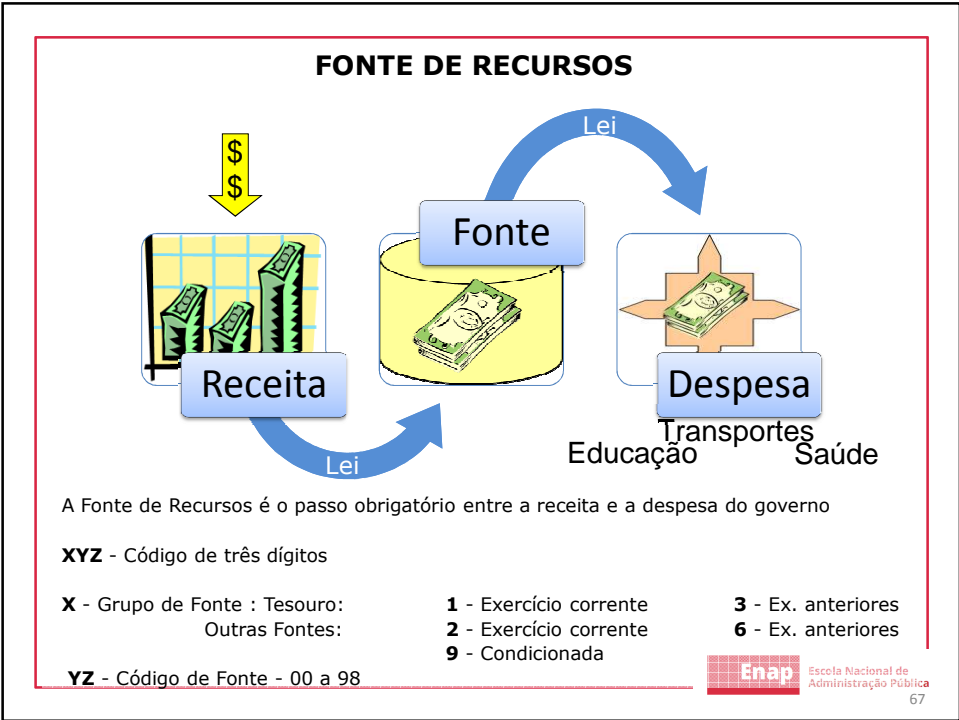 FONTE DE RECURSOS
Lei
$
$
Fonte
Receita
Despesa
Transportes
Educação
Saúde
Lei
A Fonte de Recursos é o passo obrigatório entre a receita e a despesa do governo
XYZ - Código de três dígitos
X - Grupo de Fonte : Tesouro: 1 - Exercício corrente 3 - Ex. anteriores
Outras Fontes: 2 - Exercício corrente 6 - Ex. anteriores
9 - Condicionada
YZ - Código de Fonte - 00 a 98
Enap Escola Nacional de
Administração Pública
67